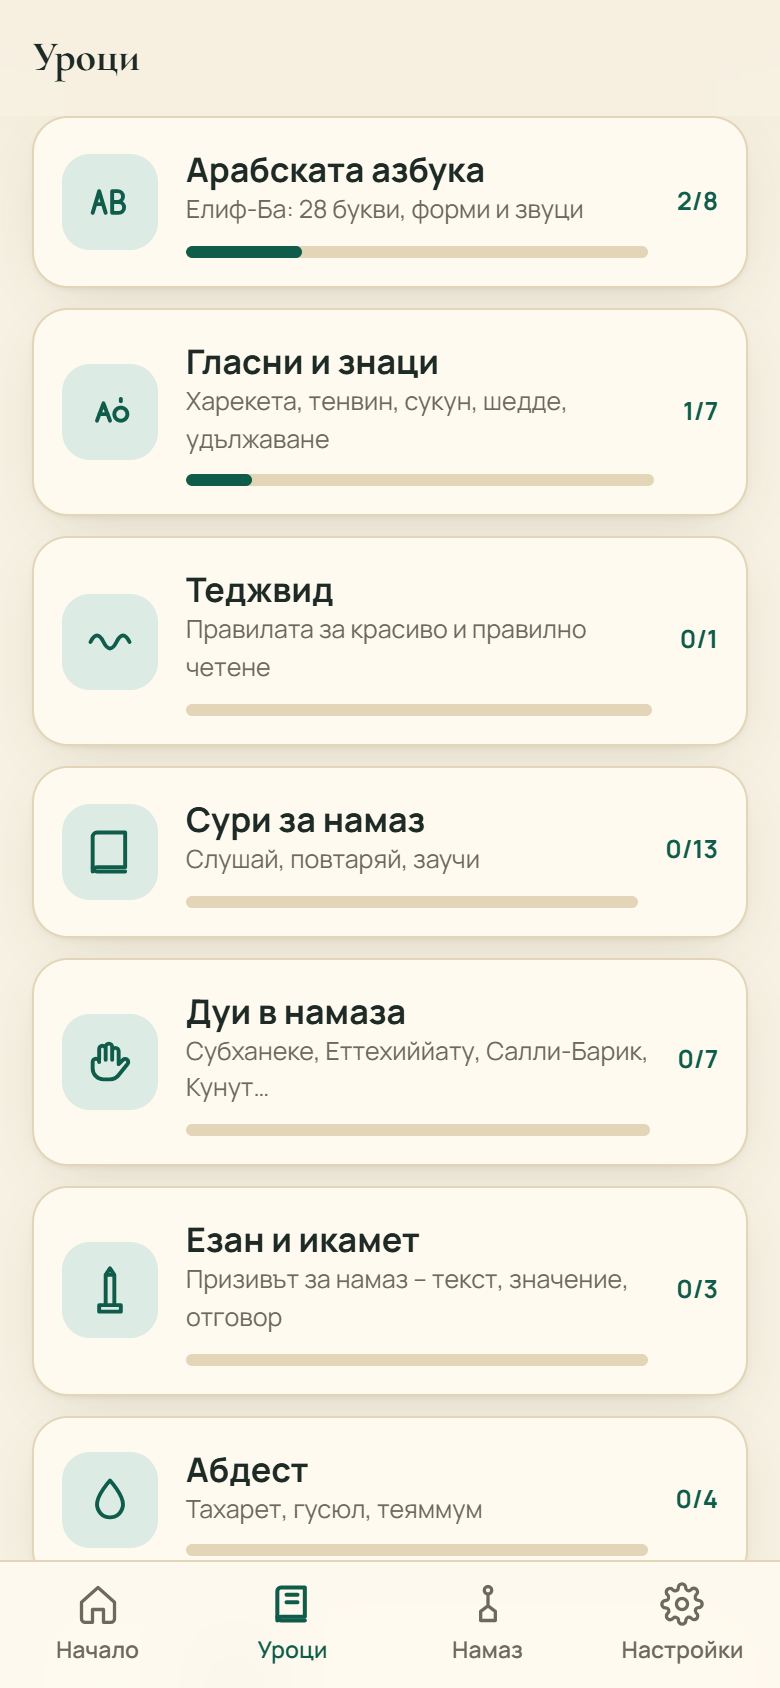 Уроци
AB
Арабската азбука
Елиф-Ба: 28 букви, форми и звуци
2/8
Гласни и знаци
Харекета, тенвин, сукун, шедде,
удължаване
1/7
Теджвид
Правилата за красиво и правилно
четене
0/1
Сури за намаз
Слушай, повтаряй, заучи
0/13
Дуи в намаза
Субханеке, Еттехиййату, Салли-Барик,
Кунут…
0/7
Езан и икамет
Призивът за намаз – текст, значение,
отговор
0/3
Абдест
Тахарет, гусюл, теяммум
0/4
Начало
Уроци
Намаз
Настройки